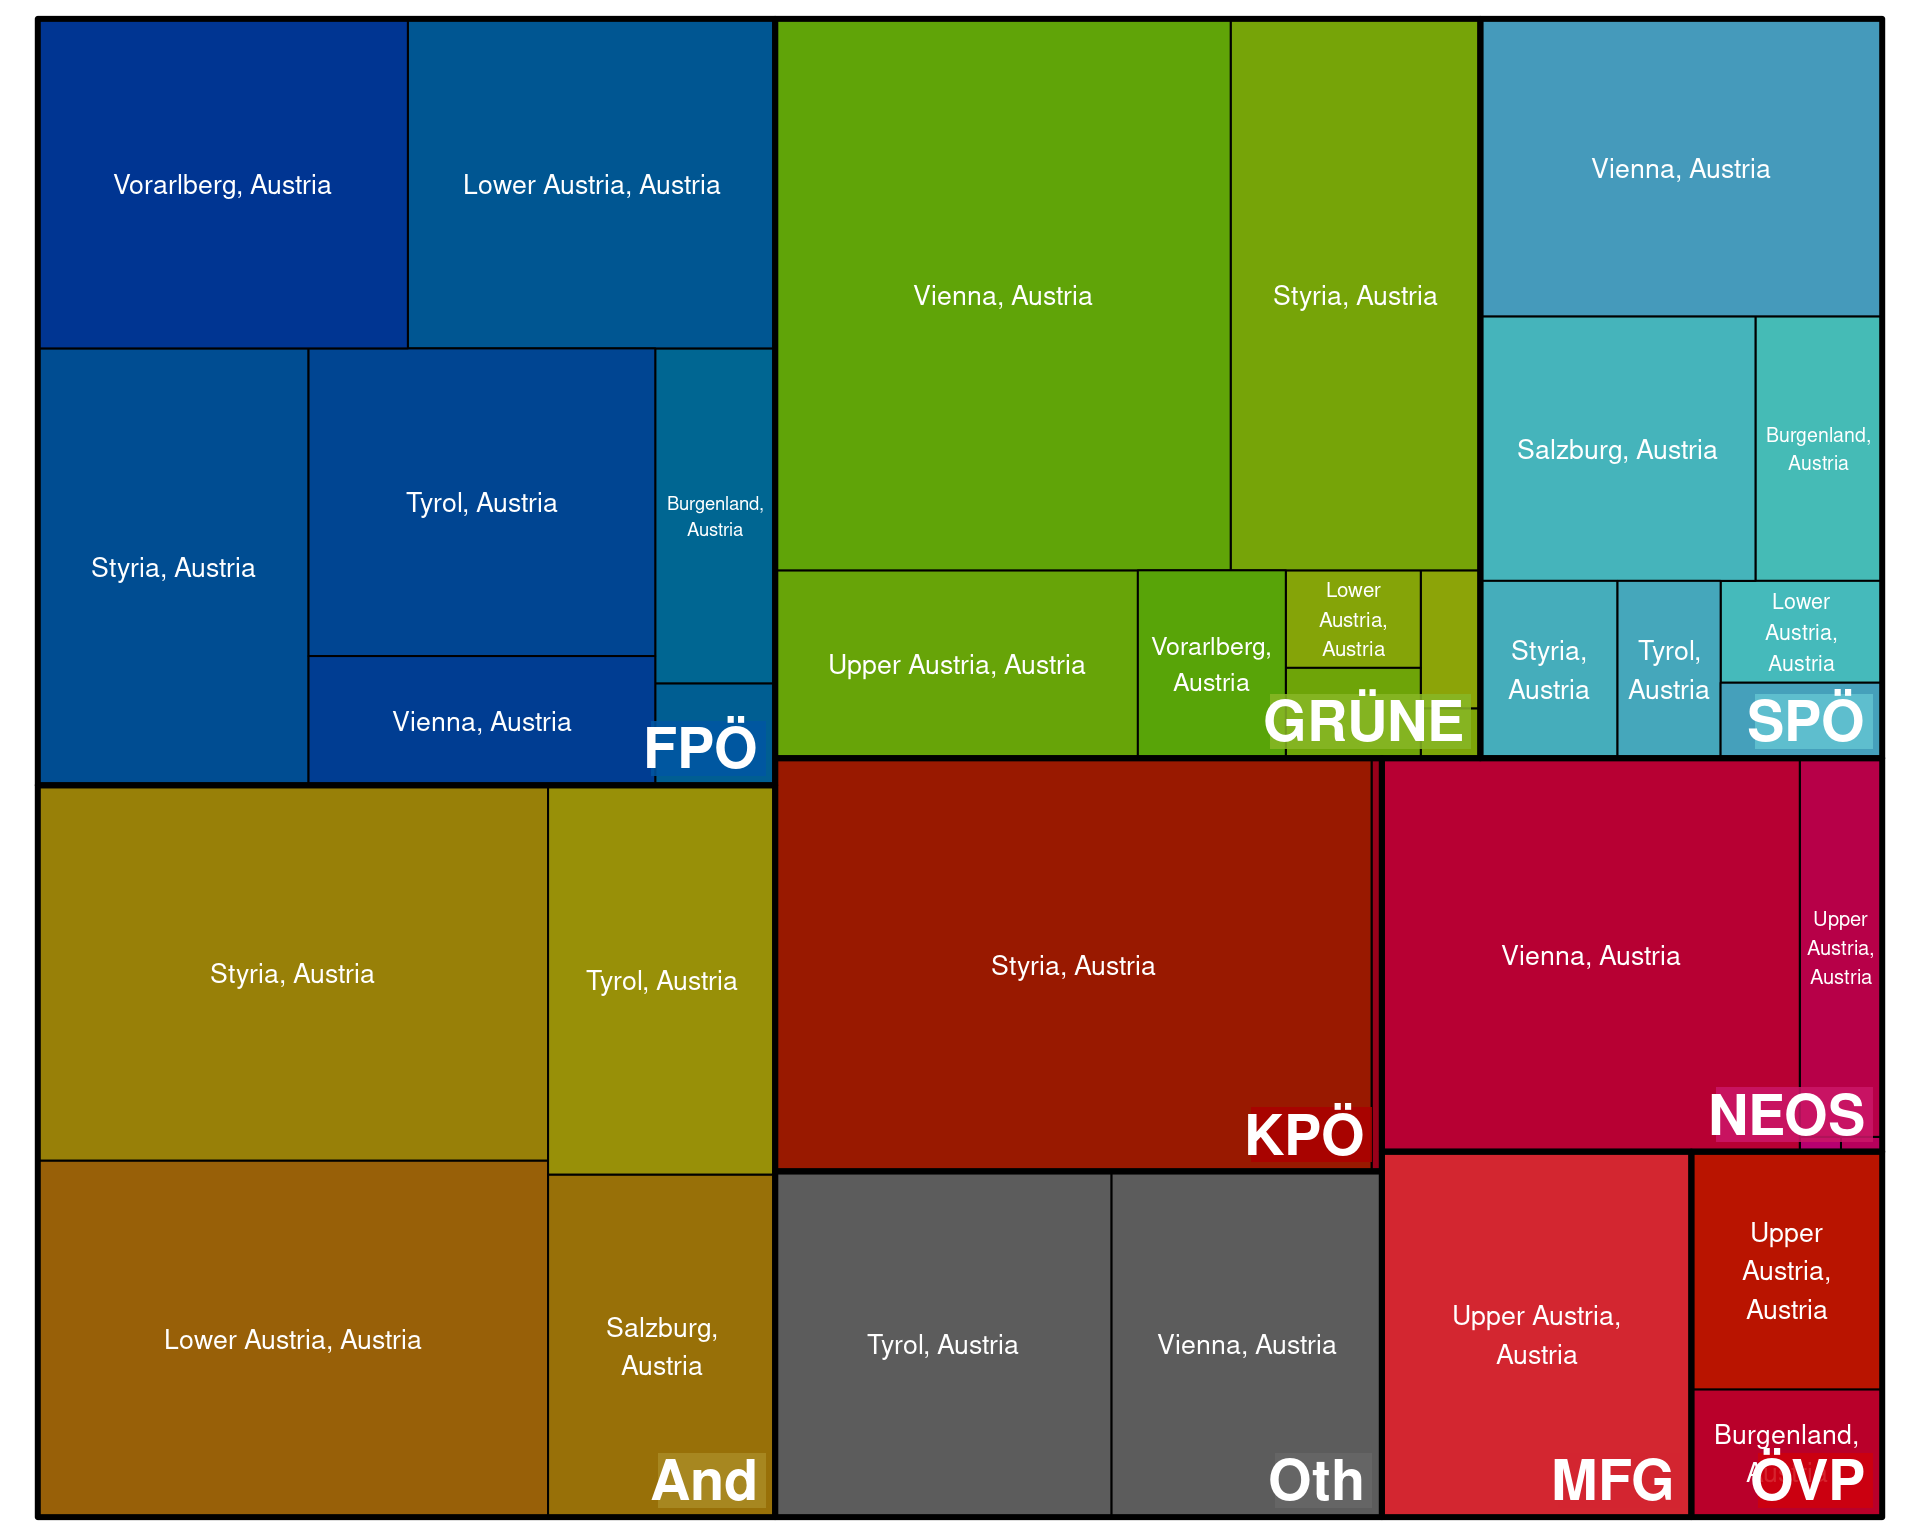 Vorarlberg, Austria
Lower Austria, Austria
Styria, Austria
Tyrol, Austria
Burgenland,
Austria
Vienna, Austria
FPÖ
Vienna, Austria
Styria, Austria
Upper Austria, Austria
Vorarlberg,
Austria
Lower
Austria,
Austria
GRÜNE
Vienna, Austria
Salzburg, Austria
Burgenland,
Austria
Styria,
Austria
Tyrol,
Austria
Lower
Austria,
Austria
SPÖ
Styria, Austria
Tyrol, Austria
Lower Austria, Austria
Salzburg,
Austria
And
Styria, Austria
KPÖ
Vienna, Austria
Upper
Austria,
Austria
NEOS
Tyrol, Austria
Vienna, Austria
Oth
Upper Austria,
Austria
MFG
Upper
Austria,
Austria
Burgenland,
ÖVP